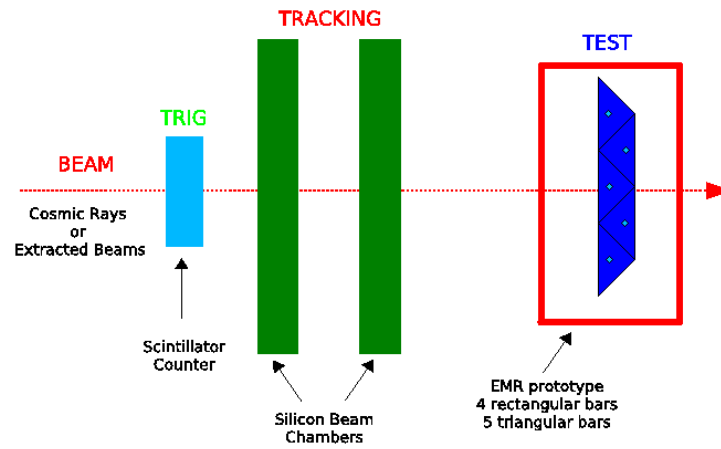 TRACKING
TEST
TRIG
BEAM
Cosmic Rays
or
Extracted Beams
Scintillator
Counter
Silicon Beam
Chambers
EMR prototype
4 rectangular bars
5 triangular bars